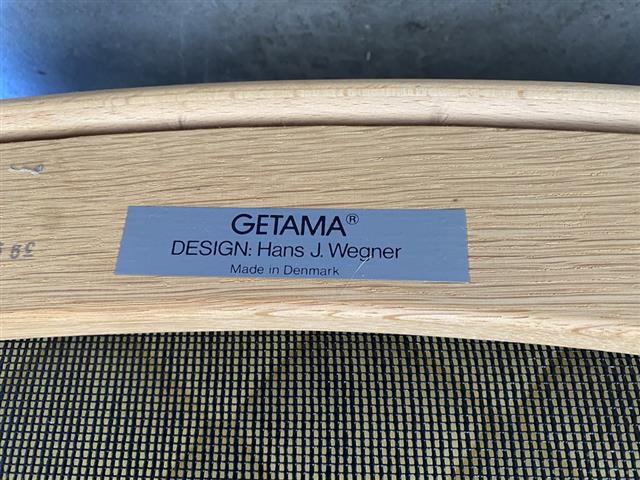 GETAMA®
DESIGN: Hans J. Wegner
Made in Denmark